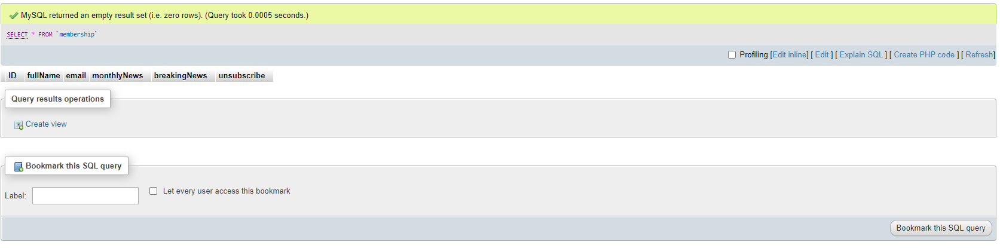 MySQL returned an empty result set (i.e. zero rows). (Query took 0.0005 seconds.)
SELECT * FROM `membership`
Profiling [Edit inline] [ Edit ] [ Explain SQL ] [ Create PHP code ] [ Refresh]
ID fullName email monthlyNews breakingNews unsubscribe
Query results operations
Create view
Bookmark this SQL query
Label: Let every user access this bookmark
Bookmark this SQL query